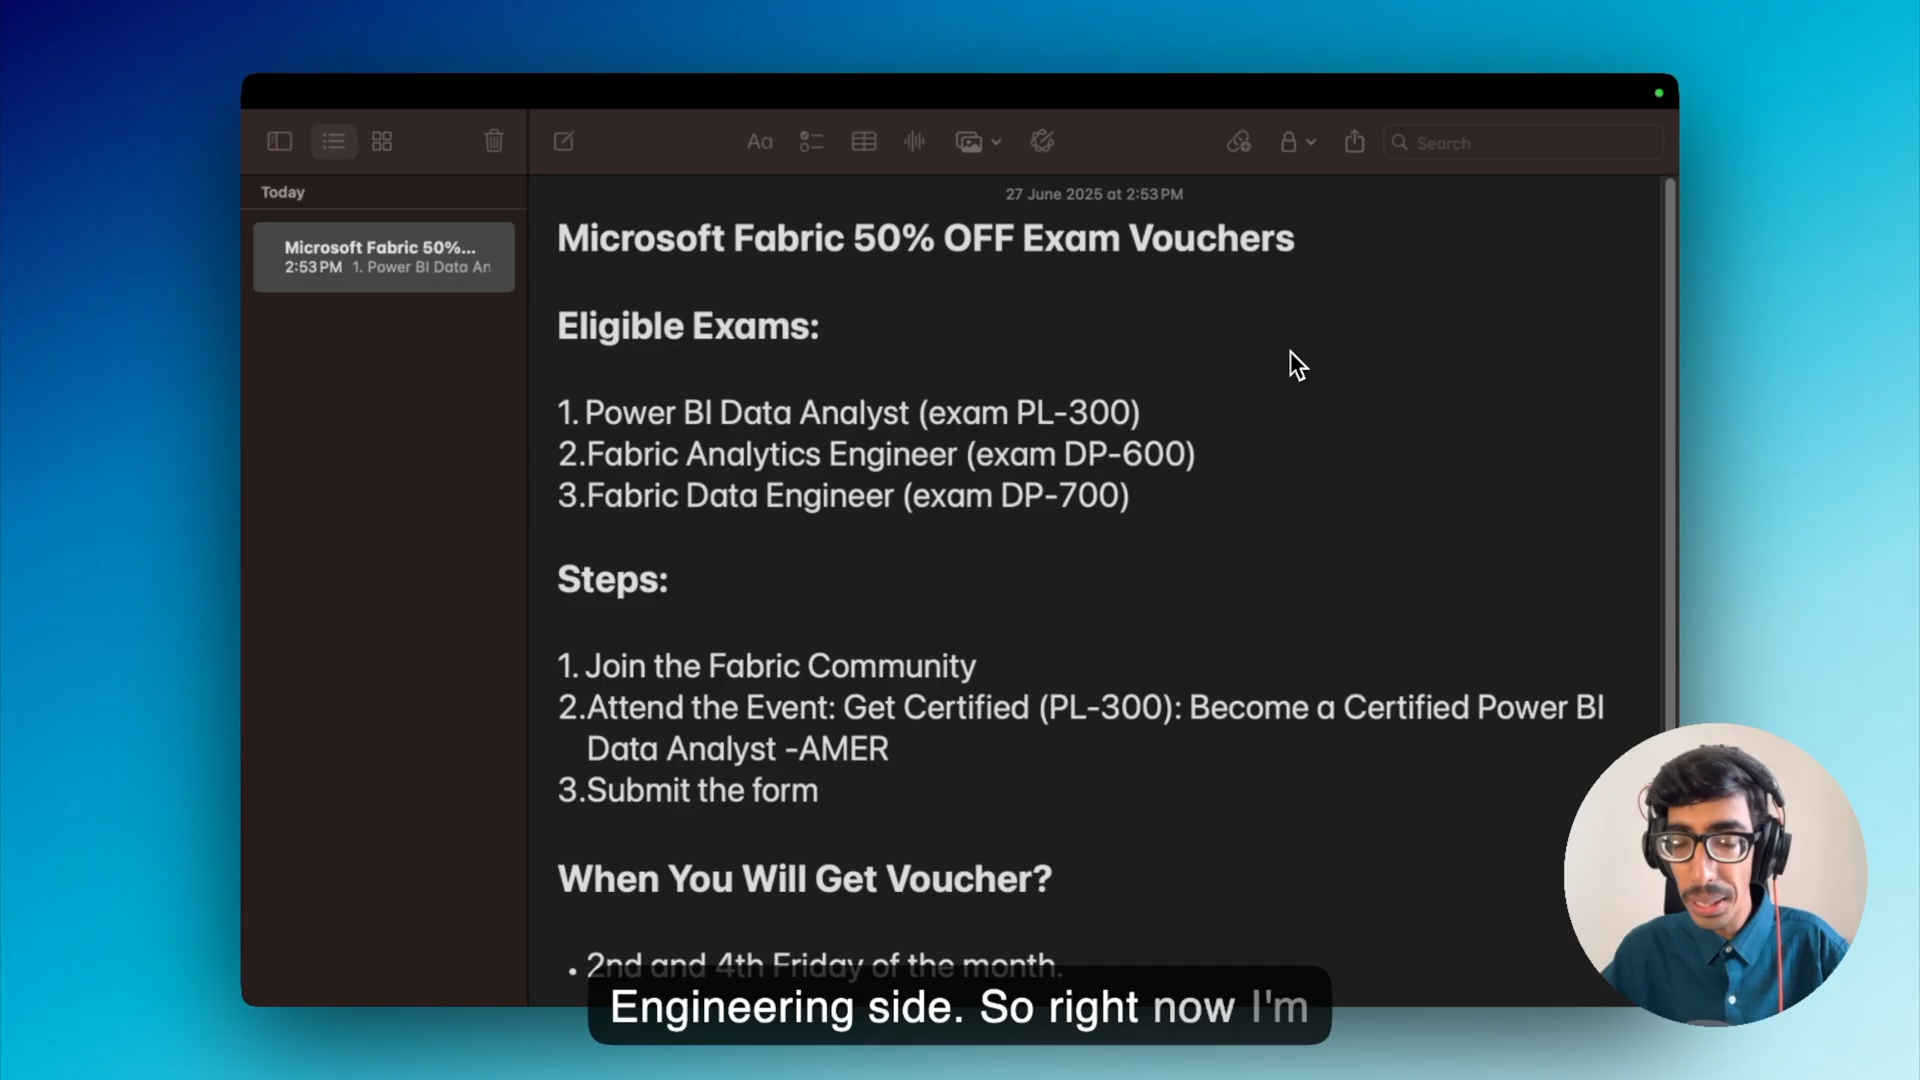 Search
Today
Microsoft Fabric 50%...
2:53 PM 1. Power BI Data An
Aa
27 June 2025 at 2:53 PM
Microsoft Fabric 50% OFF Exam Vouchers
Eligible Exams:
1. Power BI Data Analyst (exam PL-300)
2.Fabric Analytics Engineer (exam DP-600)
3.Fabric Data Engineer (exam DP-700)
Steps:
1. Join the Fabric Community
2.Attend the Event: Get Certified (PL-300): Become a Certified Power BI
Data Analyst -AMER
3.Submit the form
When You Will Get Voucher?
• 2nd and 4th Friday of the month.
Engineering side. So right now I'm